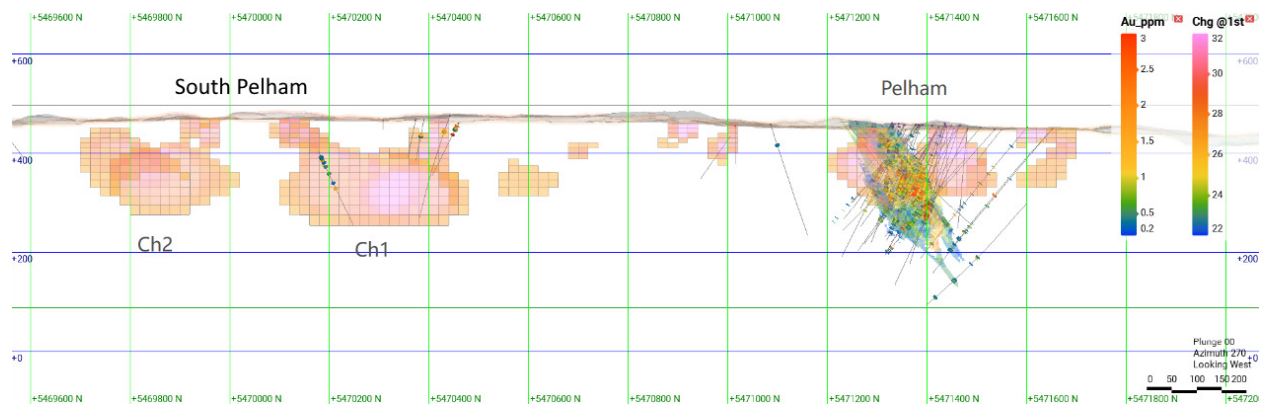 +5469600 N +5469800 N +5470000 N +5470200 N +5470400 N +5470600 N +5470800 N +5471000 N +5471200 N +5471400 N +5471600 N
Au_ppm Chg @1st
3 32
+600 +600
2.5 30
South Pelham Pelham
2 28
1.5 26
+400 +400
1 24
0.5
0.2 22
Ch2 Ch1
+200 +200
Plunge 00
+0 Azimuth 270 +0
Looking West
0 50 100 150 200
+5469600 N +5469800 N +5470000 N +5470200 N +5470400 N +5470600 N +5470800 N +5471000 N +5471200 N +5471400 N +5471600 N +5471800 N